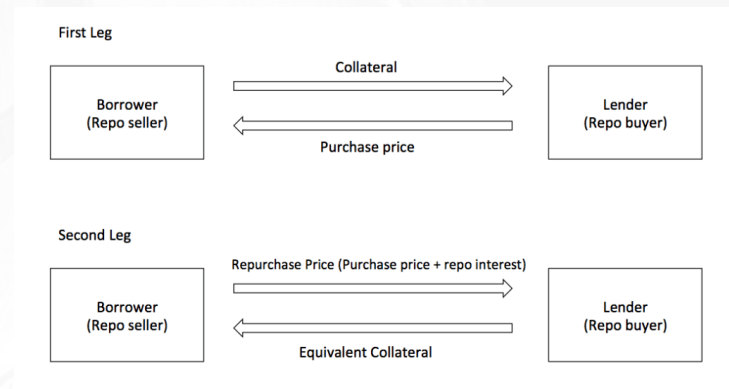 First Leg
Collateral
Borrower
(Repo seller)
Lender
(Repo buyer)
Purchase price
Second Leg
Repurchase Price (Purchase price + repo interest)
Borrower
(Repo seller)
Lender
(Repo buyer)
Equivalent Collateral